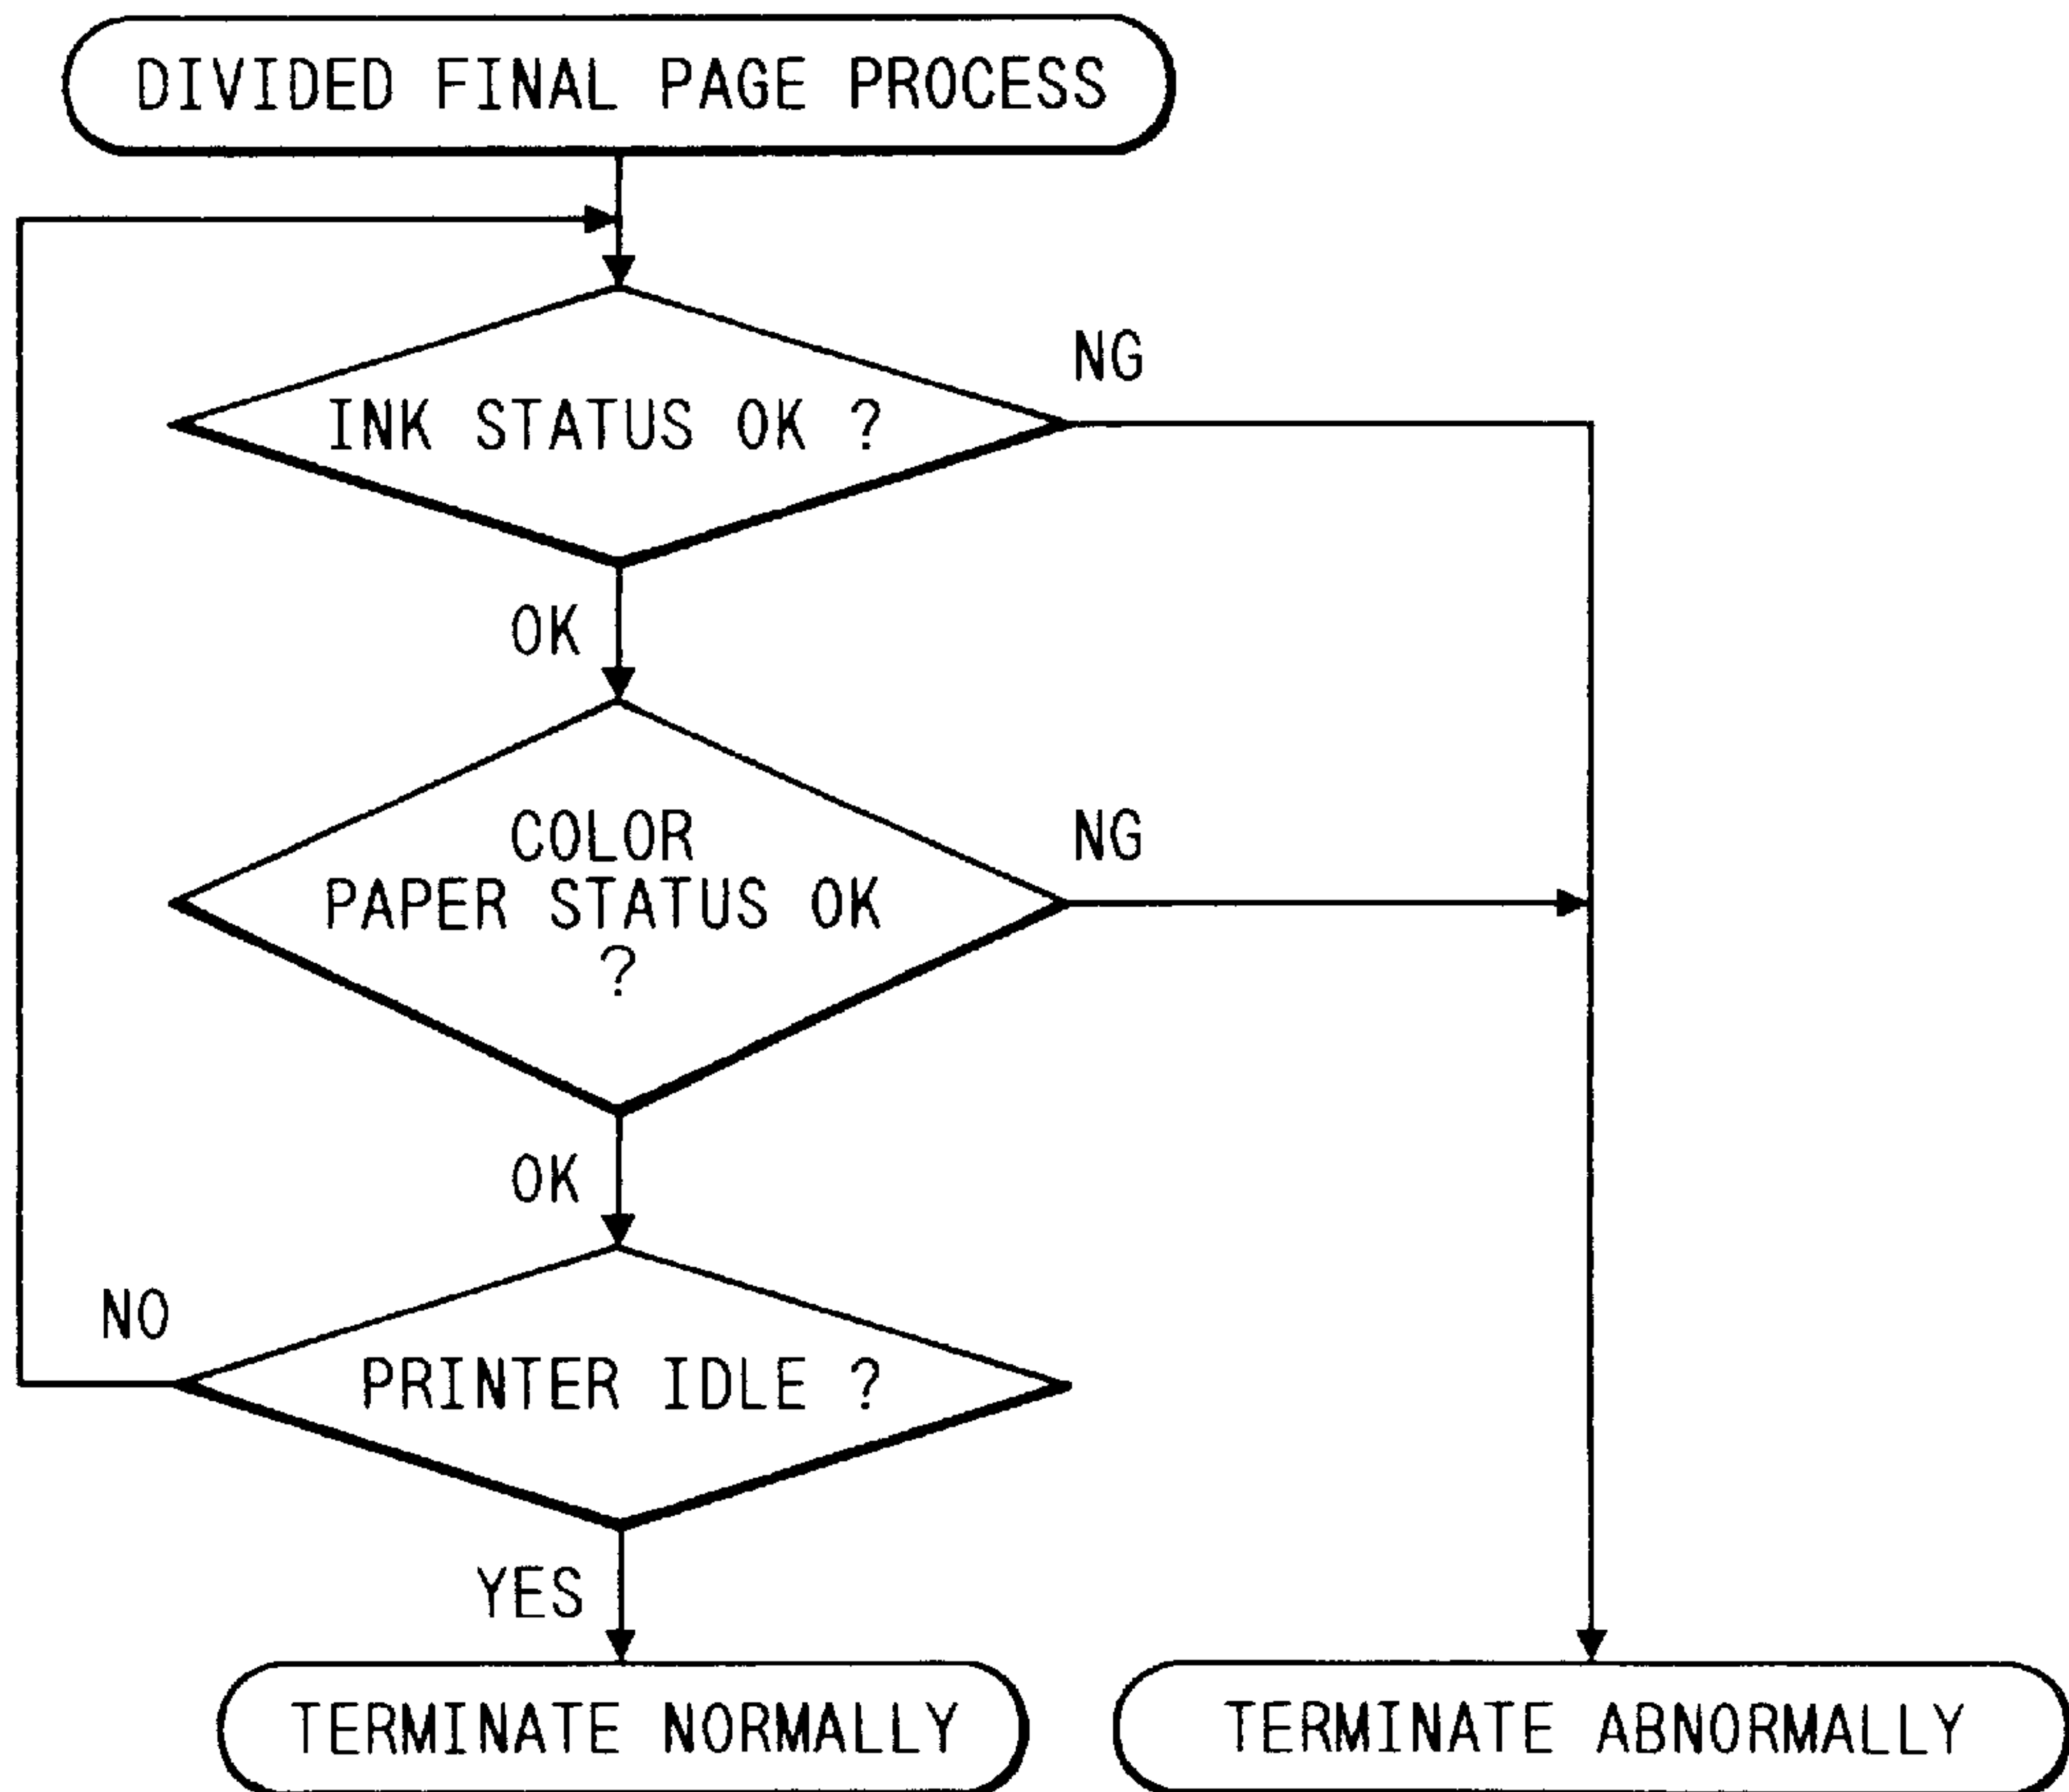 DIVIDED FINAL PAGE PROCESS
NG
INK STATUS OK ?
OK
COLOR
PAPER STATUS OK
?
NG
OK
NO
PRINTER IDLE ?
YES
TERMINATE NORMALLY
TERMINATE ABNORMALLY